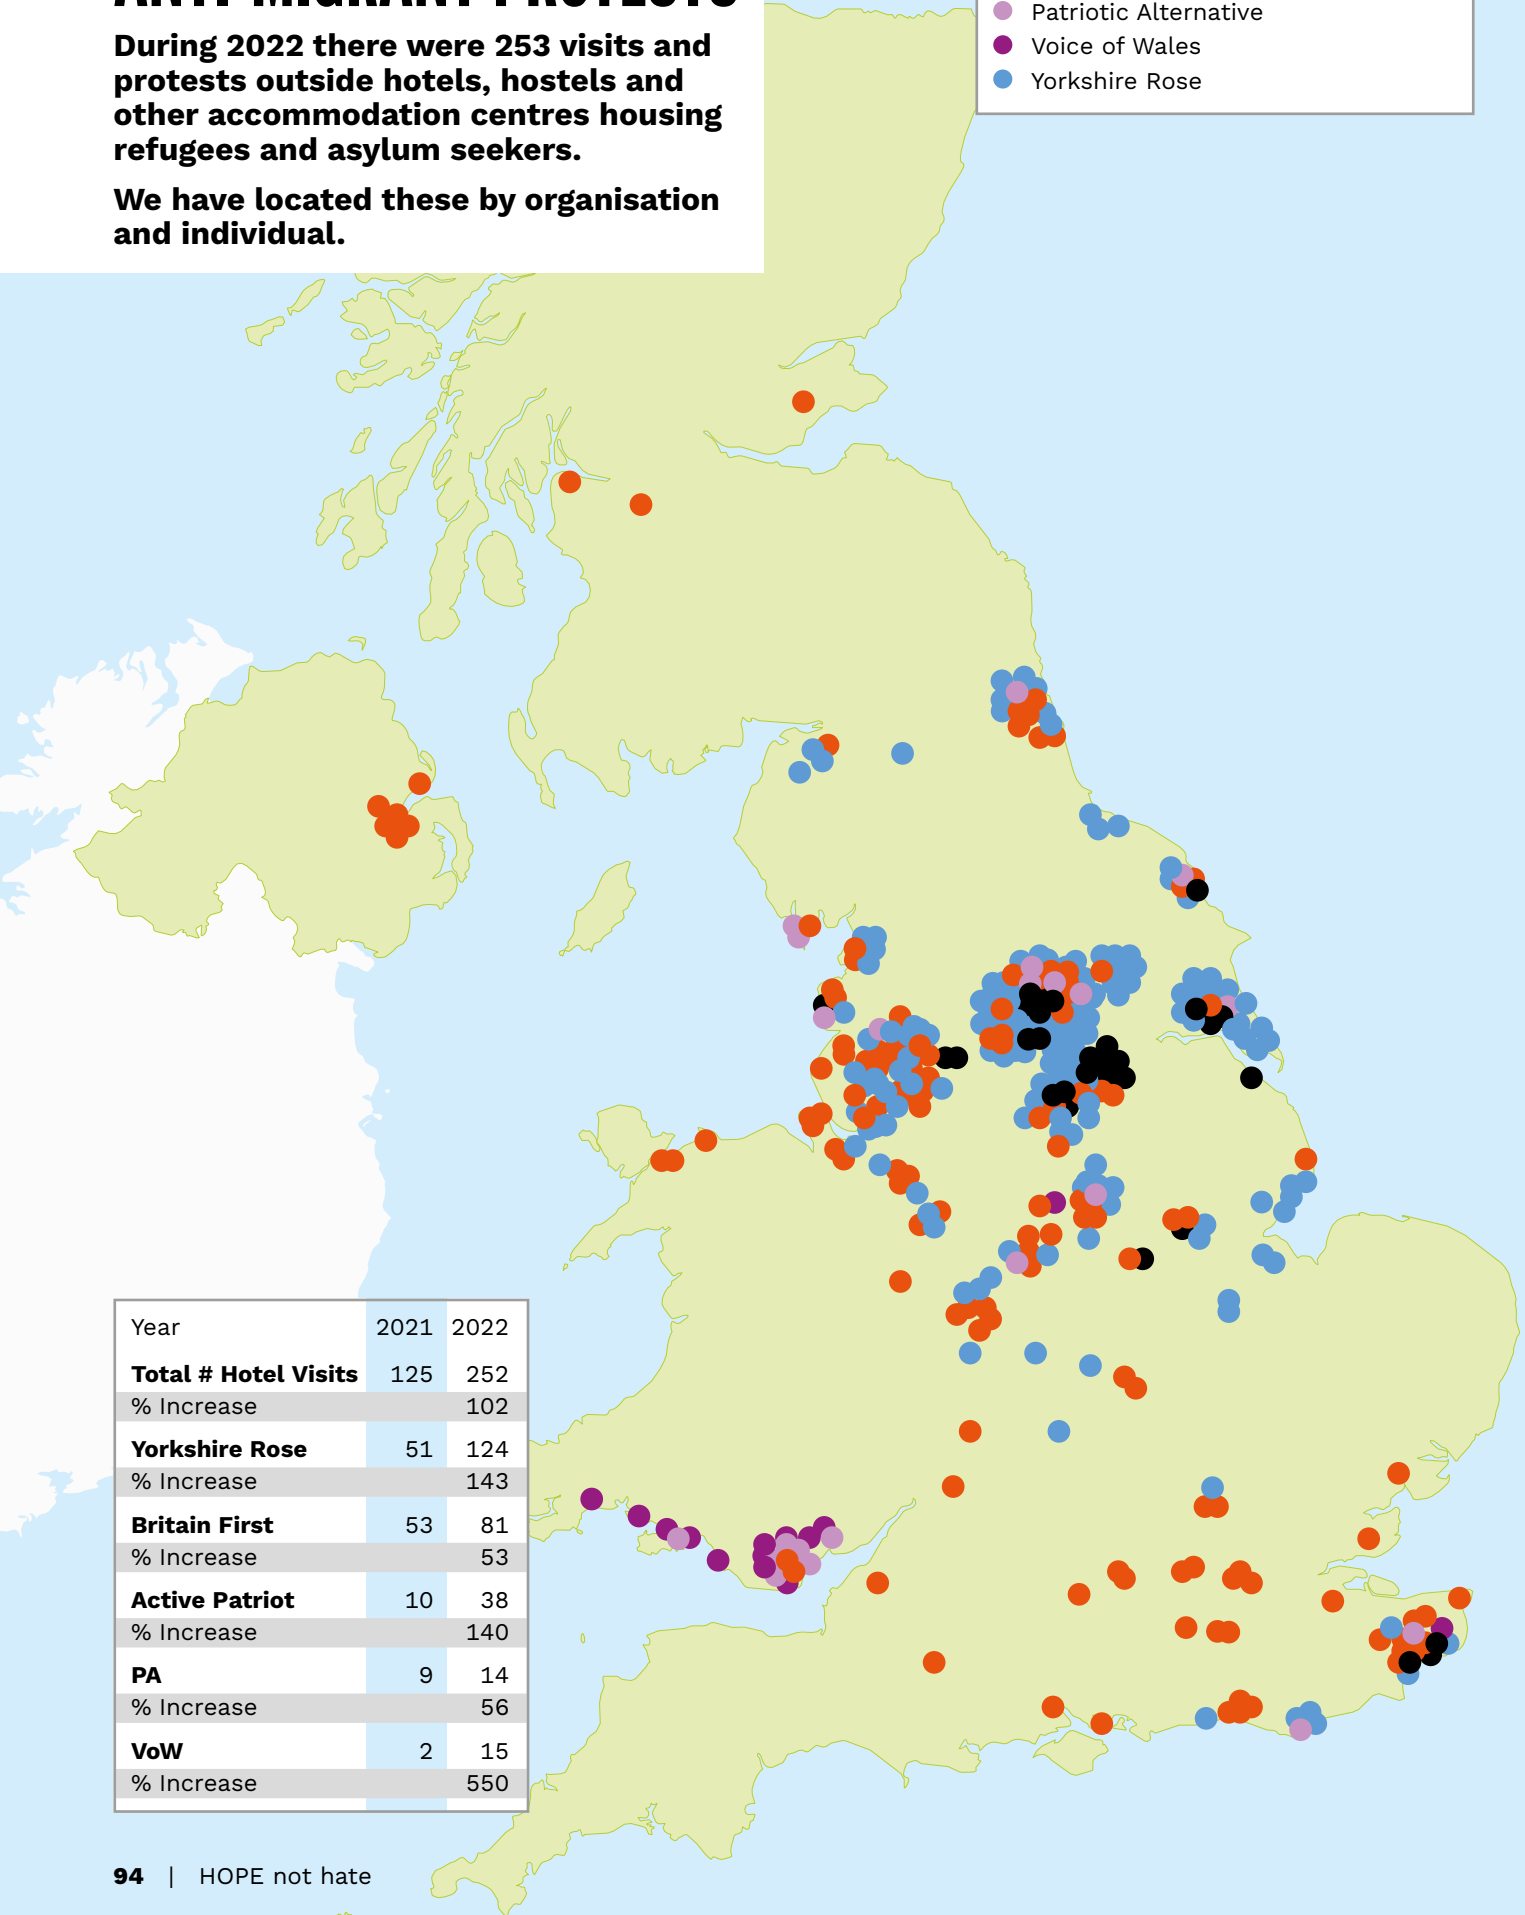 ANTI-MIGRANT PROTESTS
During 2022 there were 253 visits and
protests outside hotels, hostels and
other accommodation centres housing
refugees and asylum seekers.
We have located these by organisation
and individual.
Patriotic Alternative
Voice of Wales
Yorkshire Rose
Year 2021 2022
Total # Hotel Visits 125 252
% Increase 102
Yorkshire Rose 51 124
% Increase 143
Britain First 53 81
% Increase 53
Active Patriot 10 38
% Increase 140
PA 9 14
% Increase 56
VoW 2 15
% Increase 550
94 | HOPE not hate